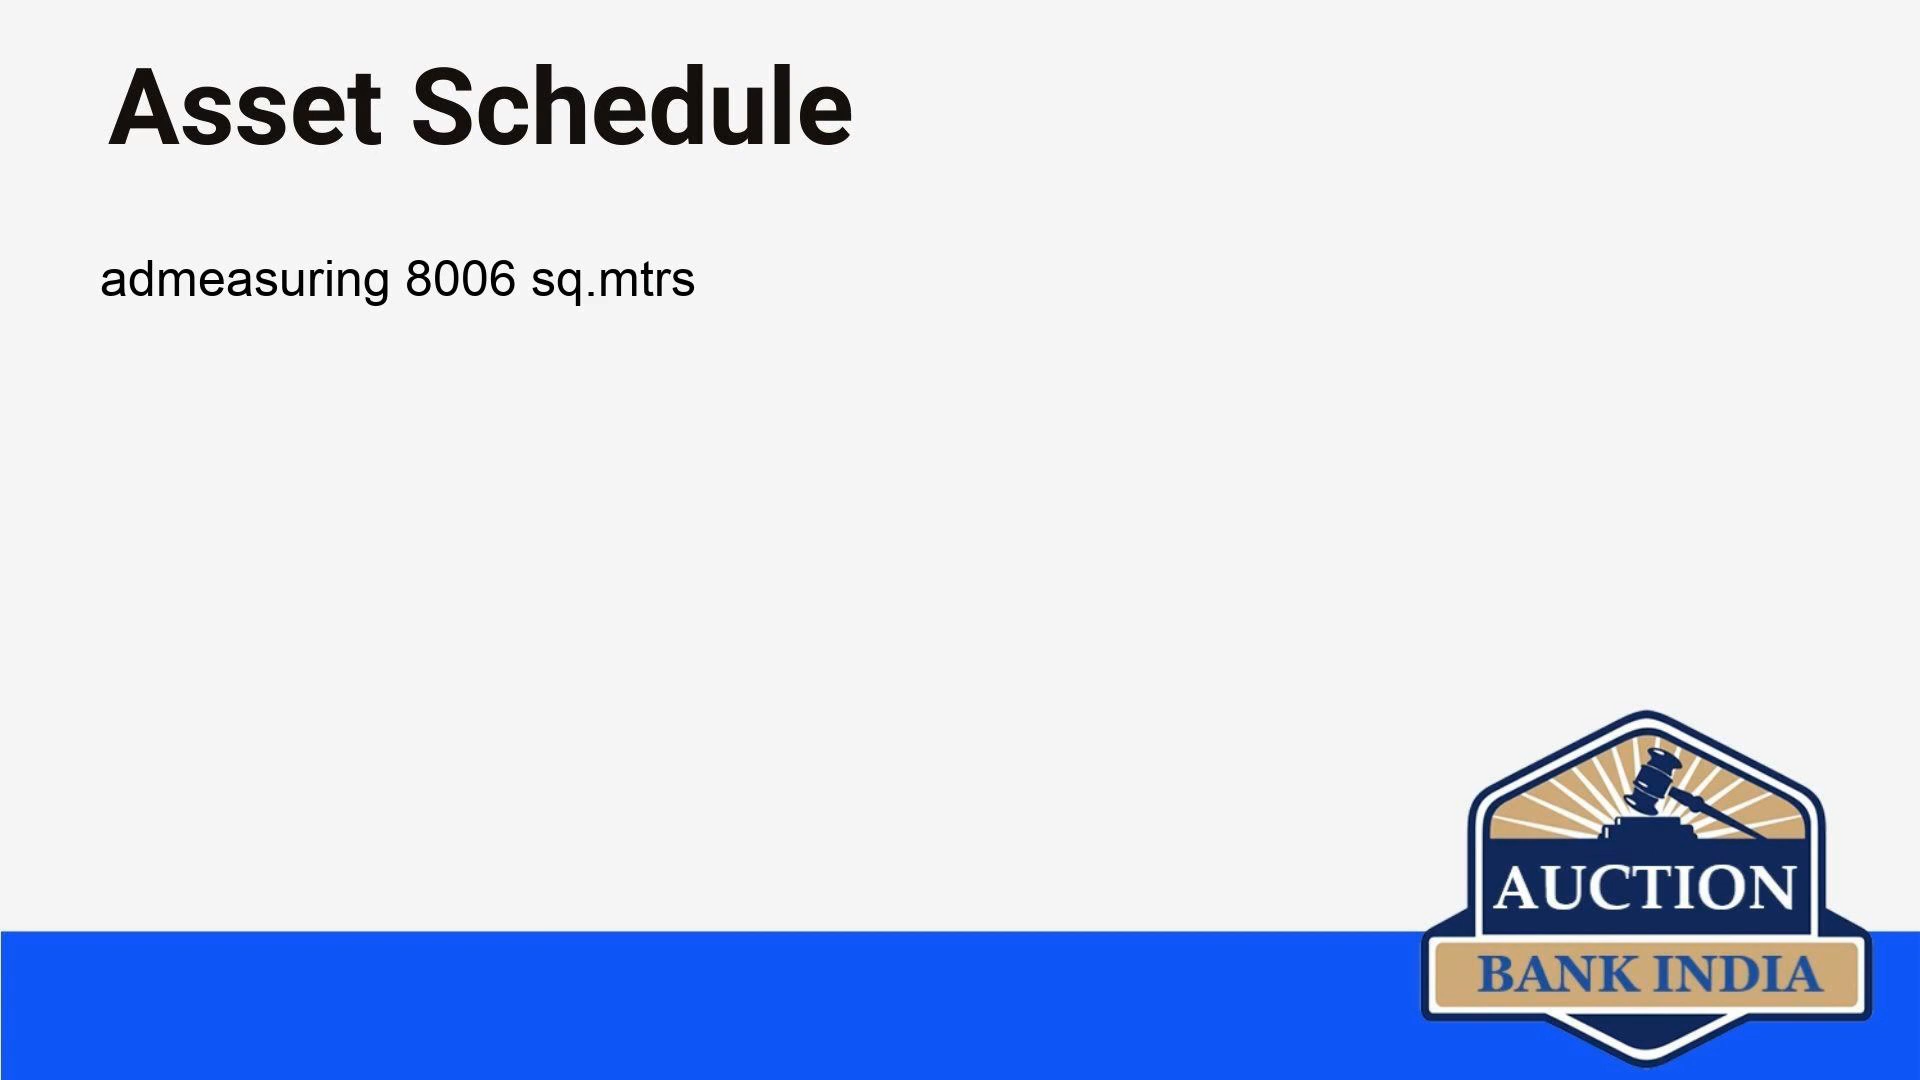 Asset Schedule
admeasuring 8006 sq.mtrs
AUCTION
BANK INDIA